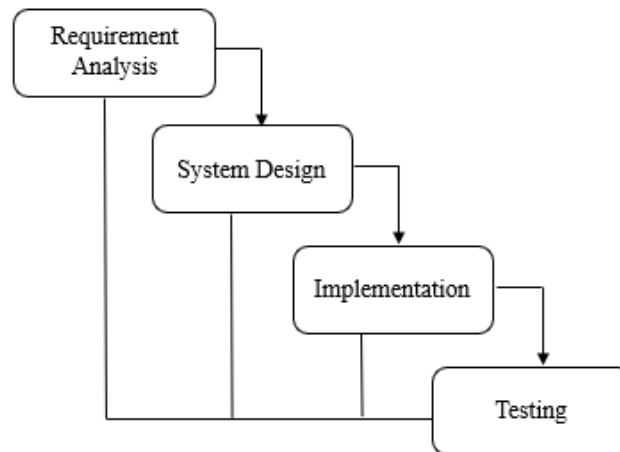 Requirement
Analysis
System Design
Implementation
Testing